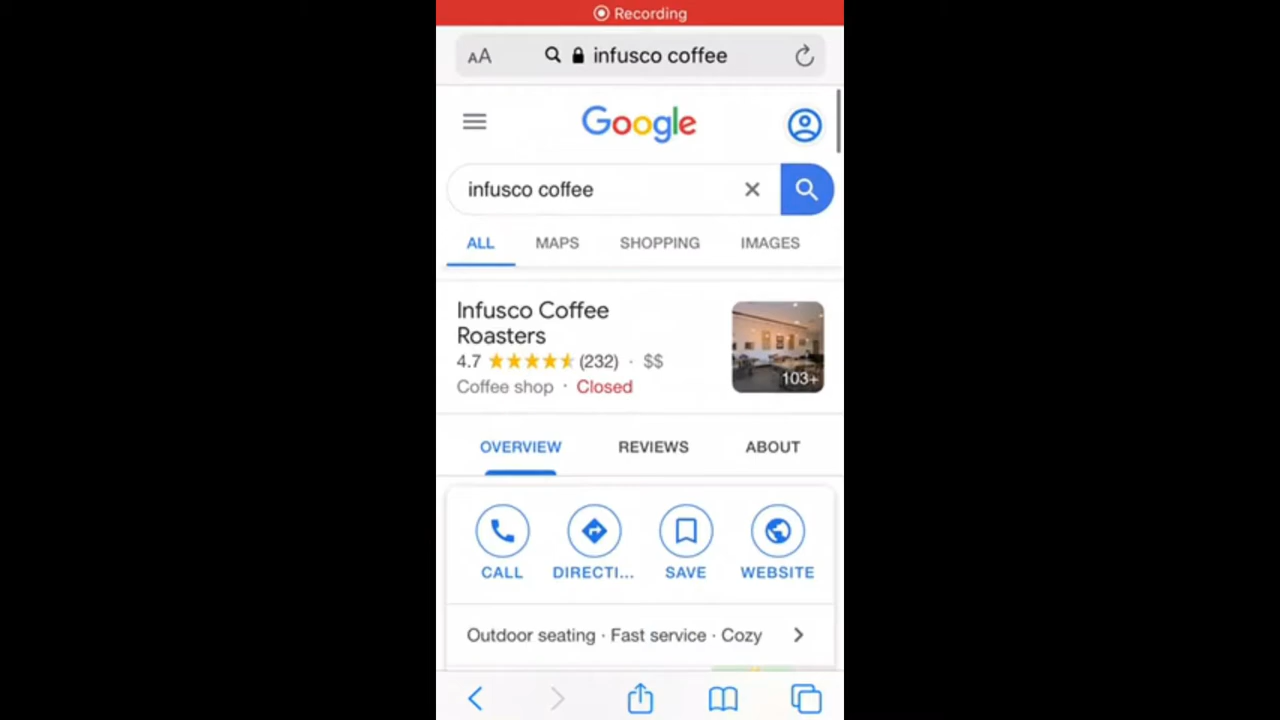 Recording
AA infusco coffee
Google
infusco coffee
ALL MAPS SHOPPING IMAGES
Infusco Coffee
Roasters
4.7 (232) · $$
Coffee shop · Closed
103+
OVERVIEW REVIEWS ABOUT
CALL DIRECTI... SAVE WEBSITE
Outdoor seating · Fast service · Cozy